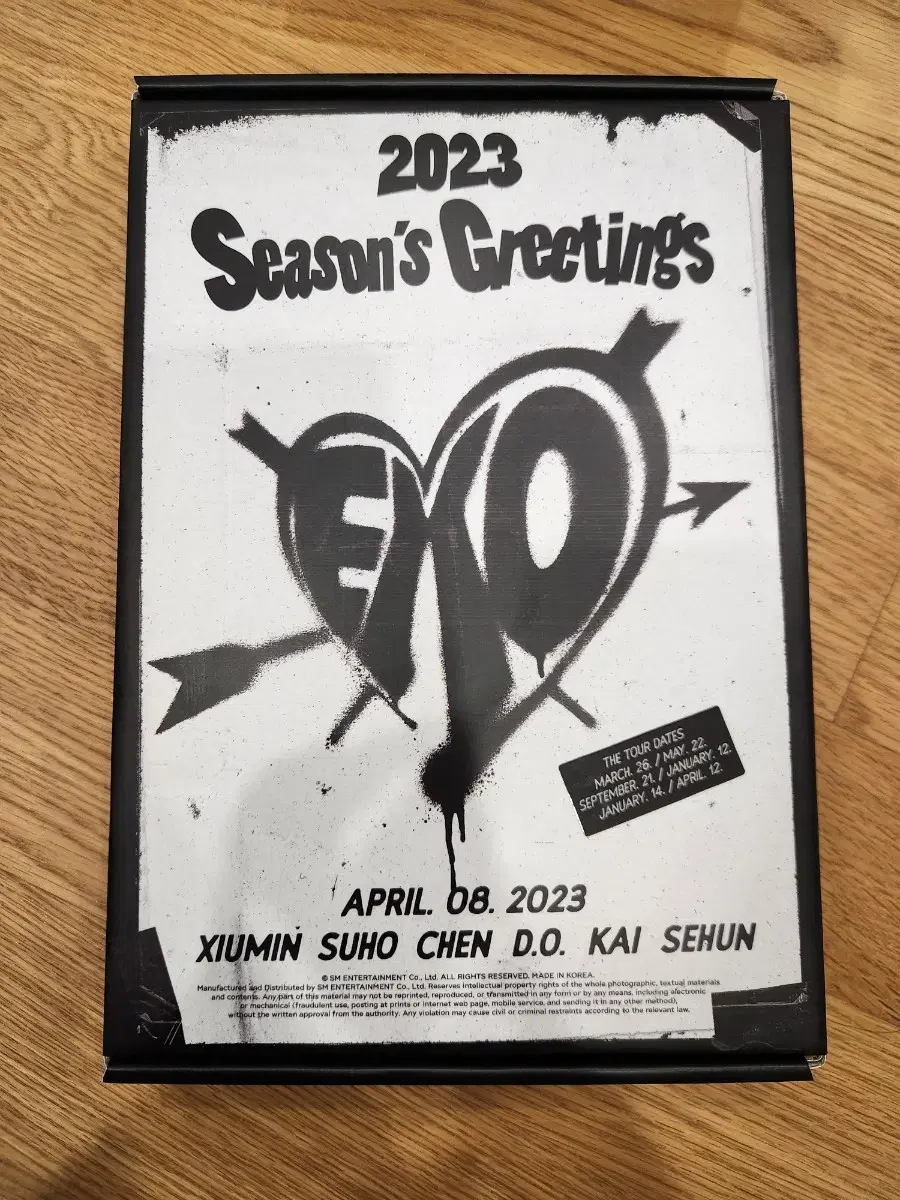 2023
Season's Greetings
EXO
THE TOUR DATES
MARCH. 26. / MAY. 22.
SEPTEMBER. 21. / JANUARY. 12.
JANUARY. 14. / APRIL. 12.
APRIL. 08. 2023
XIUMIN SUHO CHEN D.O. KAI SEHUN
© SM ENTERTAINMENT Co., Ltd. ALL RIGHTS RESERVED. MADE IN KOREA.
Manufactured and Distributed by SM ENTERTAINMENT Co., Ltd. Reserves intellectual property rights of the whole photographic, textual materials
and contents. Any part of this material may not be reprinted, reproduced, or transmitted in any form or by any means, including electronic
or mechanical (fraudulent use, posting at prints or internet web page, mobile service, and sending it in any other method),
without the written approval from the authority. Any violation may cause civil or criminal restraints according to the relevant law.